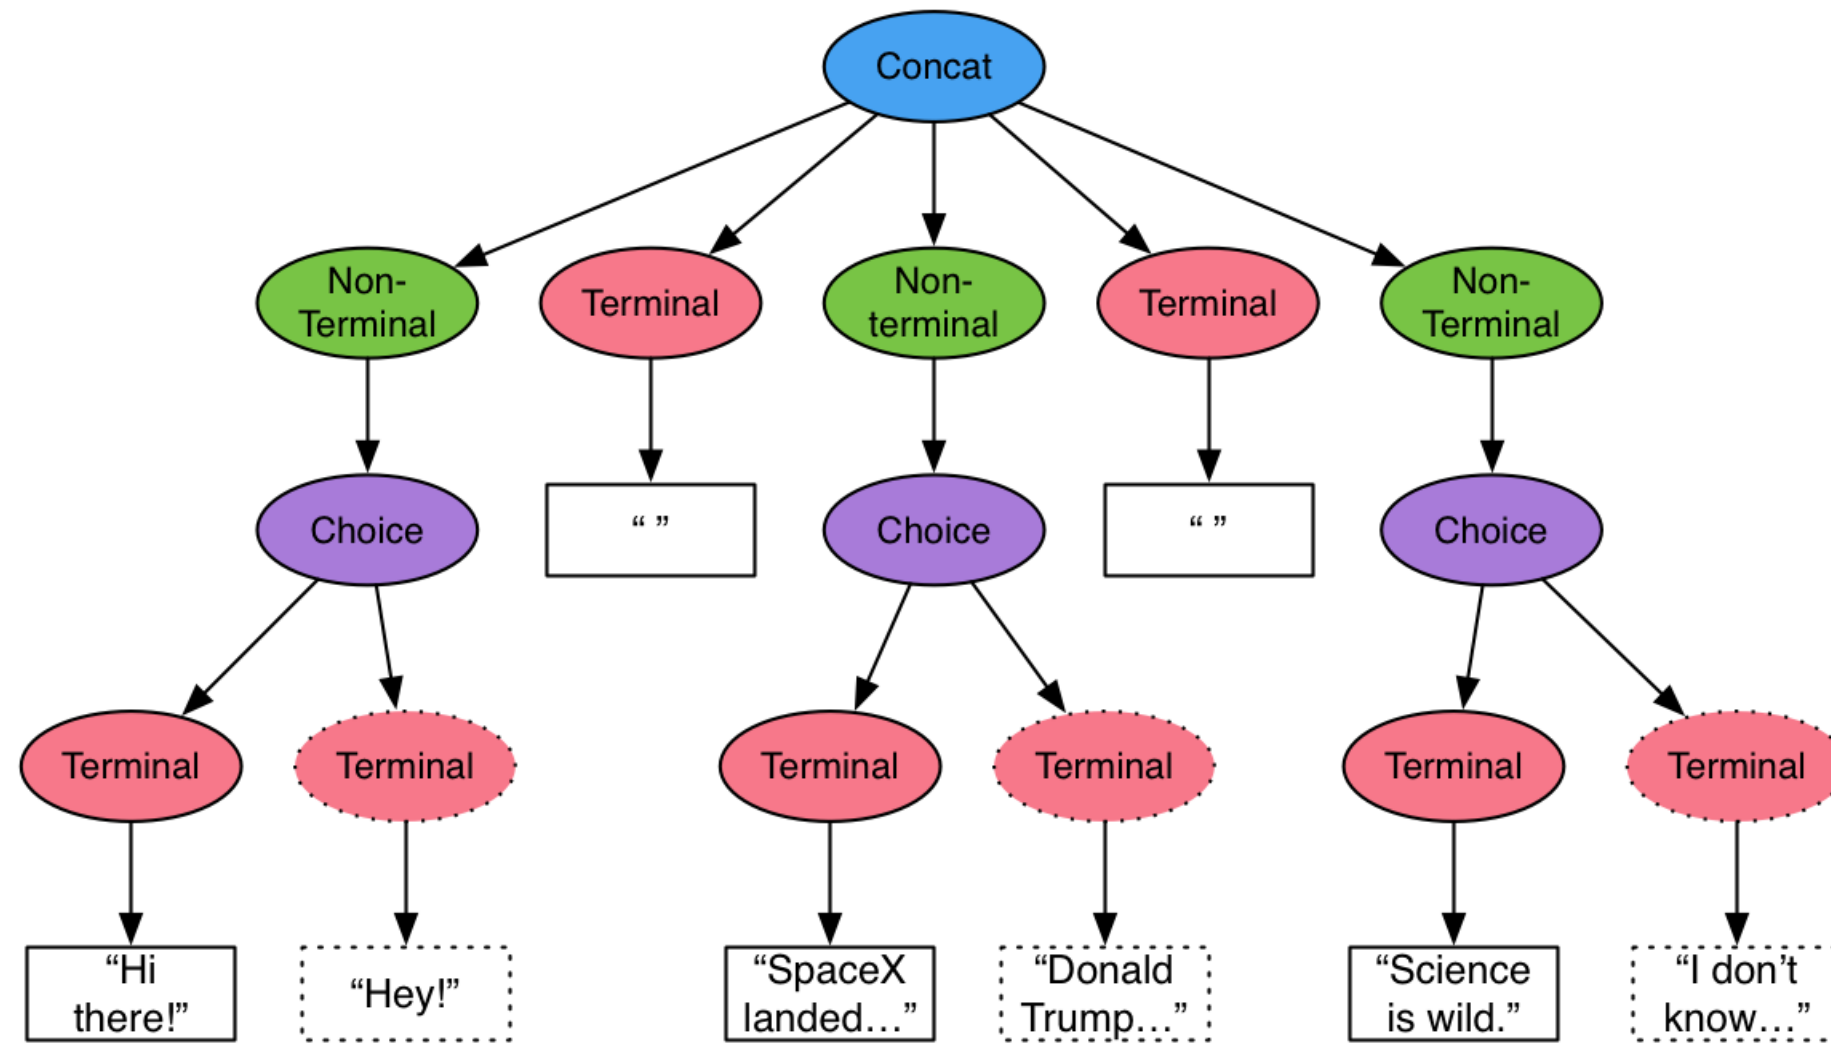 Concat
Non-
Terminal
Terminal
Non-
terminal
Terminal
Non-
Terminal
Choice
“ ”
Choice
“ ”
Choice
Terminal
Terminal
Terminal
Terminal
Terminal
Terminal
“Hi
there!”
“Hey!”
“SpaceX
landed…”
“Donald
Trump…”
“Science
is wild.”
“I don’t
know…”